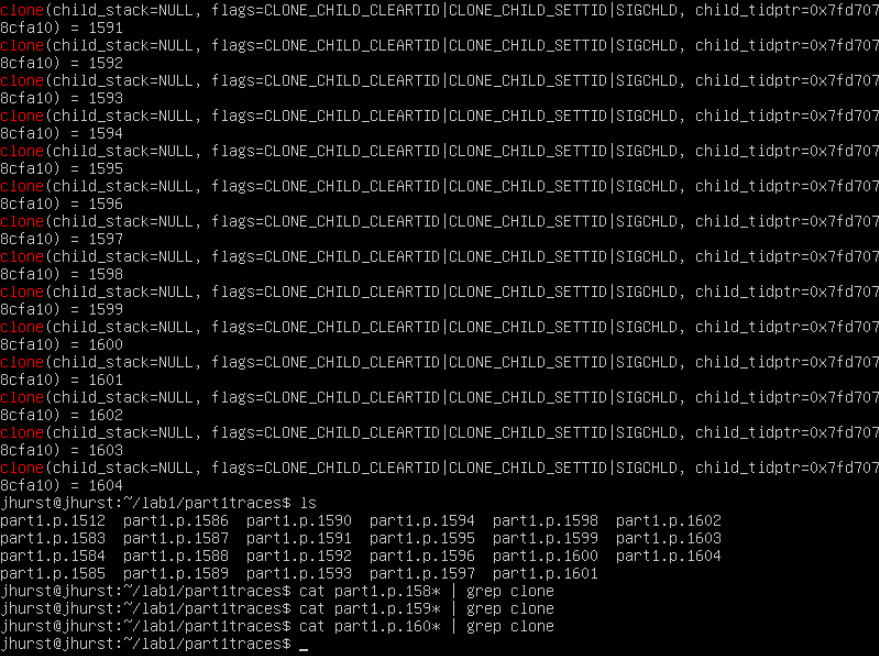 clone(child_stack=NULL, flags=CLONE_CHILD_CLEARTID|CLONE_CHILD_SETTID|SIGCHLD, child_tidptr=0x7fd707
8cfa10) = 1591
clone(child_stack=NULL, flags=CLONE_CHILD_CLEARTID|CLONE_CHILD_SETTID|SIGCHLD, child_tidptr=0x7fd707
8cfa10) = 1592
clone(child_stack=NULL, flags=CLONE_CHILD_CLEARTID|CLONE_CHILD_SETTID|SIGCHLD, child_tidptr=0x7fd707
8cfa10) = 1593
clone(child_stack=NULL, flags=CLONE_CHILD_CLEARTID|CLONE_CHILD_SETTID|SIGCHLD, child_tidptr=0x7fd707
8cfa10) = 1594
clone(child_stack=NULL, flags=CLONE_CHILD_CLEARTID|CLONE_CHILD_SETTID|SIGCHLD, child_tidptr=0x7fd707
8cfa10) = 1595
clone(child_stack=NULL, flags=CLONE_CHILD_CLEARTID|CLONE_CHILD_SETTID|SIGCHLD, child_tidptr=0x7fd707
8cfa10) = 1596
clone(child_stack=NULL, flags=CLONE_CHILD_CLEARTID|CLONE_CHILD_SETTID|SIGCHLD, child_tidptr=0x7fd707
8cfa10) = 1597
clone(child_stack=NULL, flags=CLONE_CHILD_CLEARTID|CLONE_CHILD_SETTID|SIGCHLD, child_tidptr=0x7fd707
8cfa10) = 1598
clone(child_stack=NULL, flags=CLONE_CHILD_CLEARTID|CLONE_CHILD_SETTID|SIGCHLD, child_tidptr=0x7fd707
8cfa10) = 1599
clone(child_stack=NULL, flags=CLONE_CHILD_CLEARTID|CLONE_CHILD_SETTID|SIGCHLD, child_tidptr=0x7fd707
8cfa10) = 1600
clone(child_stack=NULL, flags=CLONE_CHILD_CLEARTID|CLONE_CHILD_SETTID|SIGCHLD, child_tidptr=0x7fd707
8cfa10) = 1601
clone(child_stack=NULL, flags=CLONE_CHILD_CLEARTID|CLONE_CHILD_SETTID|SIGCHLD, child_tidptr=0x7fd707
8cfa10) = 1602
clone(child_stack=NULL, flags=CLONE_CHILD_CLEARTID|CLONE_CHILD_SETTID|SIGCHLD, child_tidptr=0x7fd707
8cfa10) = 1603
clone(child_stack=NULL, flags=CLONE_CHILD_CLEARTID|CLONE_CHILD_SETTID|SIGCHLD, child_tidptr=0x7fd707
8cfa10) = 1604
jhurst@jhurst:~/lab1/part1traces$ ls
part1.p.1512  part1.p.1586  part1.p.1590  part1.p.1594  part1.p.1598  part1.p.1602
part1.p.1583  part1.p.1587  part1.p.1591  part1.p.1595  part1.p.1599  part1.p.1603
part1.p.1584  part1.p.1588  part1.p.1592  part1.p.1596  part1.p.1600  part1.p.1604
part1.p.1585  part1.p.1589  part1.p.1593  part1.p.1597  part1.p.1601
jhurst@jhurst:~/lab1/part1traces$ cat part1.p.158* | grep clone
jhurst@jhurst:~/lab1/part1traces$ cat part1.p.159* | grep clone
jhurst@jhurst:~/lab1/part1traces$ cat part1.p.160* | grep clone
jhurst@jhurst:~/lab1/part1traces$ _